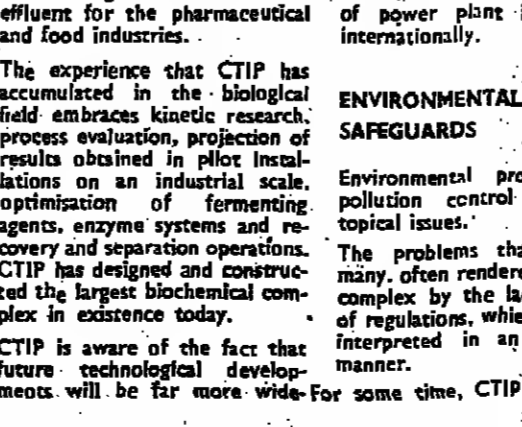 effluent for the pharmaceutical
and food industries.
The experience that CTIP has
accumulated in the biological
field embraces kinetic research,
process evaluation, projection of
results obtained in pilot instal-
lations on an industrial scale,
optimisation of fermenting
agents, enzyme systems and re-
covery and separation operations.
CTIP has designed and construc-
ted the largest biochemical com-
plex in existence today.
CTIP is aware of the fact that
future technological develop-
ments will be far more wide-
of power plant
internationally.
ENVIRONMENTAL
SAFEGUARDS
Environmental pro
pollution control
topical issues.
The problems tha
many, often rendere
complex by the la
of regulations, whic
interpreted in an
manner.
For some time, CTIP